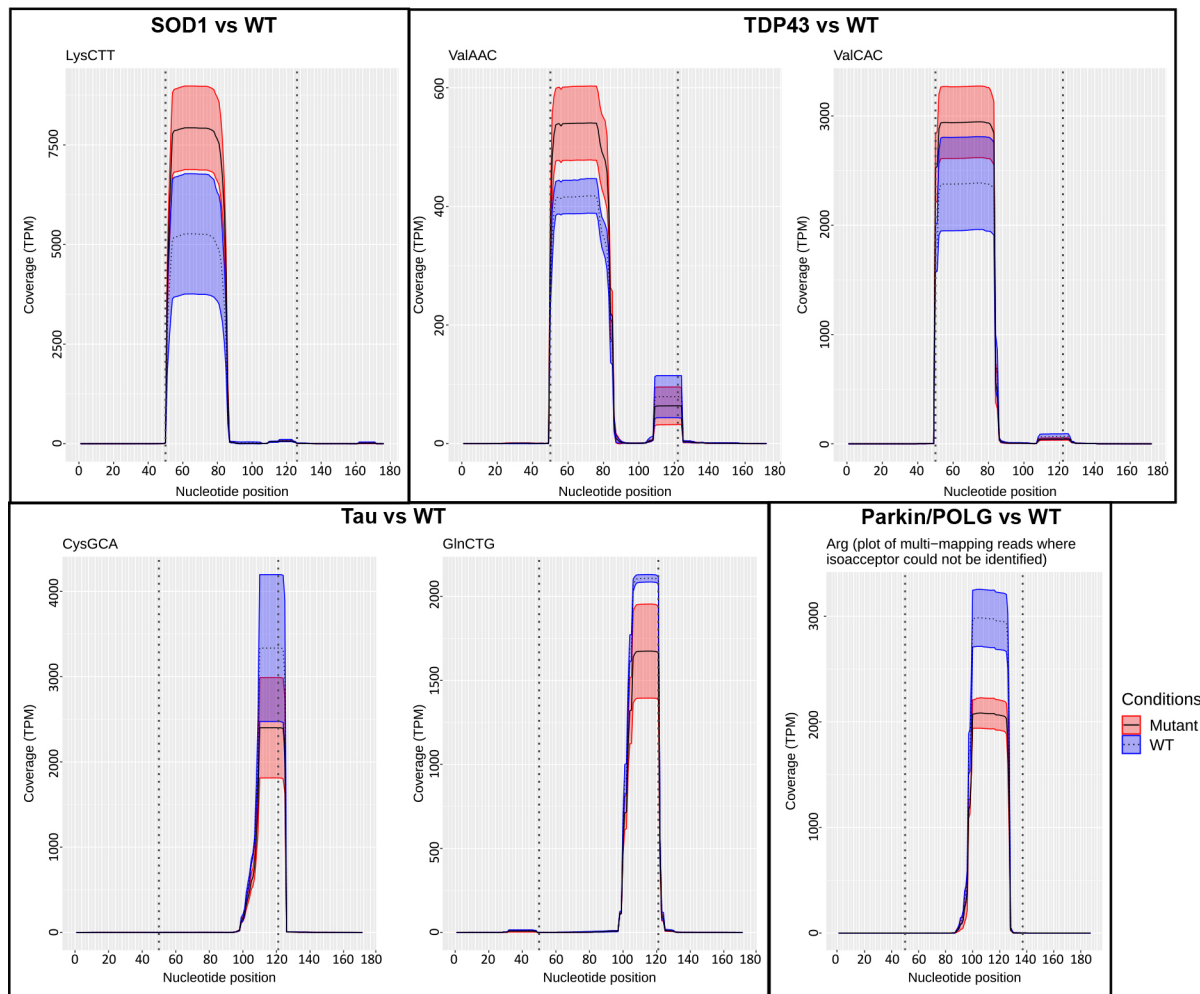 SOD1 vs WT
TDP43 vs WT
LysCTT
Coverage (TPM)
7500
5000
2500
0
0 20 40 60 80 100 120 140 160 180
Nucleotide position
ValAAC
Coverage (TPM)
600
400
200
0
0 20 40 60 80 100 120 140 160 180
Nucleotide position
ValCAC
Coverage (TPM)
3000
2000
1000
0
0 20 40 60 80 100 120 140 160 180
Nucleotide position
Tau vs WT
Parkin/POLG vs WT
CysGCA
Coverage (TPM)
4000
3000
2000
1000
0
0 20 40 60 80 100 120 140 160 180
Nucleotide position
GlnCTG
Coverage (TPM)
2000
1500
1000
500
0
0 20 40 60 80 100 120 140 160 180
Nucleotide position
Arg (plot of multi−mapping reads where
isoacceptor could not be identified)
Coverage (TPM)
3000
2000
1000
0
0 20 40 60 80 100 120 140 160 180
Nucleotide position
Conditions
Mutant
WT